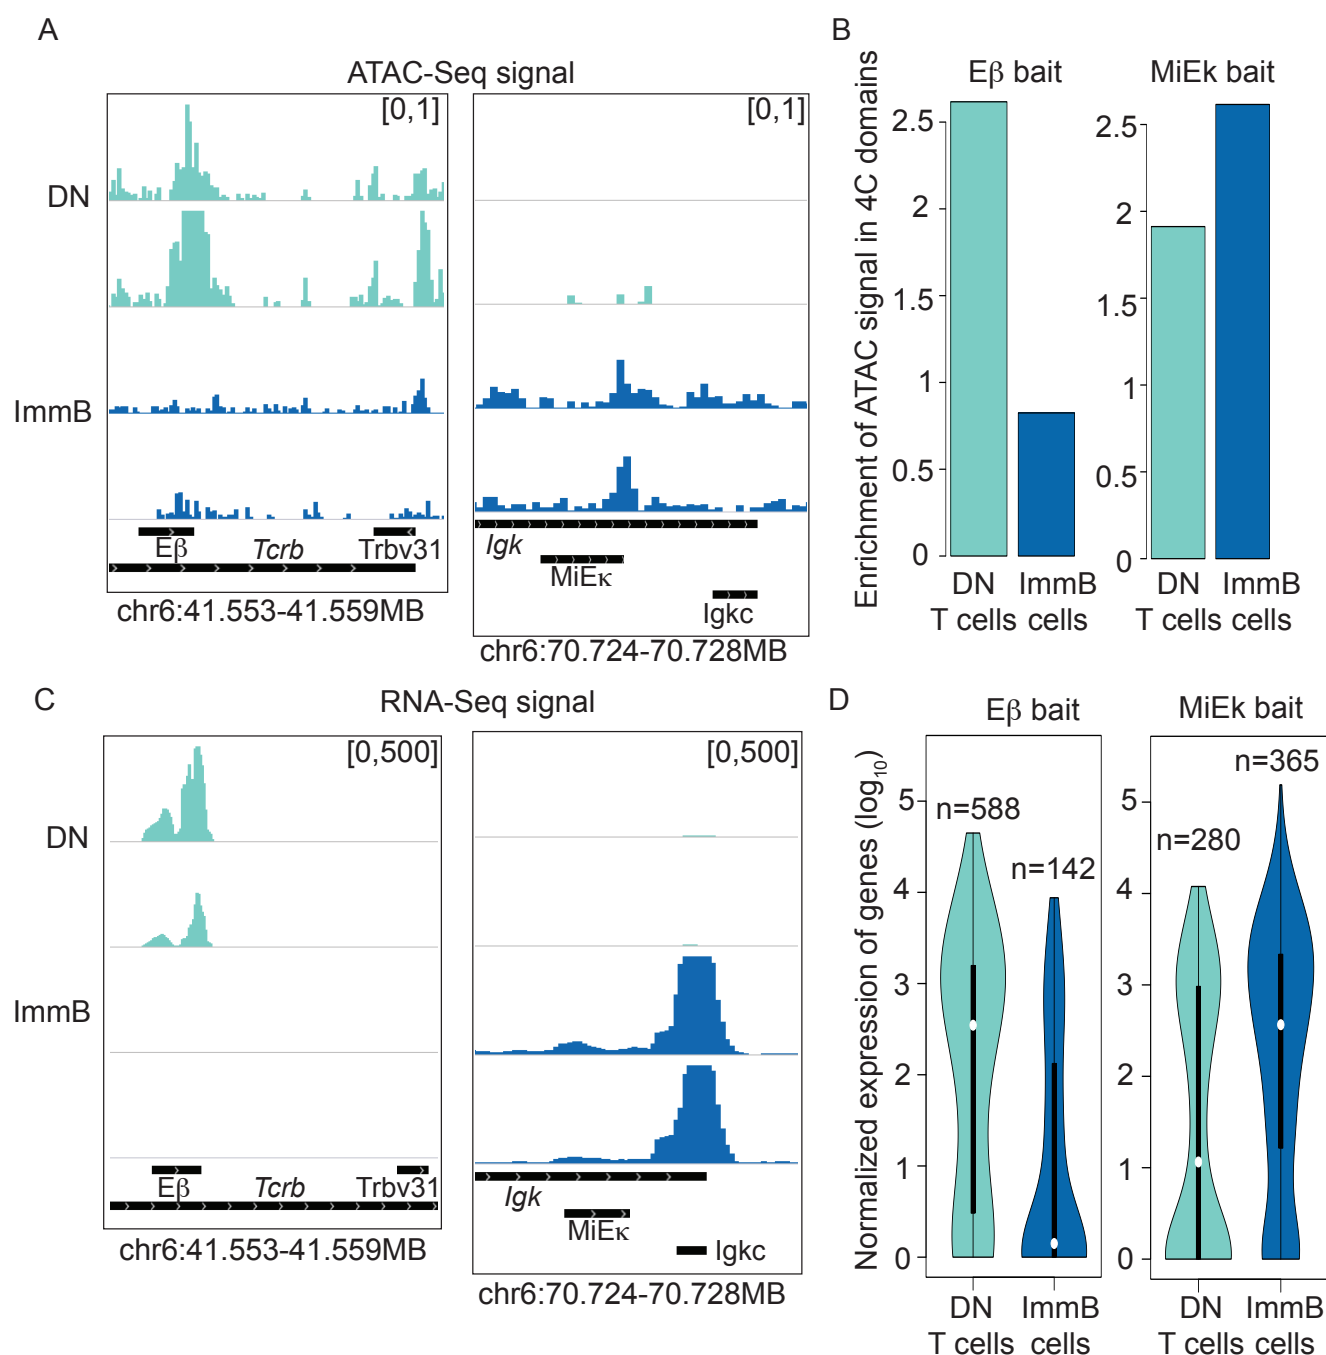 A
ATAC-Seq signal
[0,1]
[0,1]
DN
ImmB
Eβ
Tcrb
Trbv31
chr6:41.553-41.559MB
Igk
MiEκ
Igkc
chr6:70.724-70.728MB
B
Eβ bait
MiEk bait
Enrichment of ATAC signal in 4C domains
2.5
2
1.5
1
0.5
0
2.5
2
1.5
1
0.5
0
DN
T cells
ImmB
cells
DN
T cells
ImmB
cells
C
RNA-Seq signal
[0,500]
[0,500]
DN
ImmB
Eβ
Tcrb
Trbv31
chr6:41.553-41.559MB
Igk
MiEκ
Igkc
chr6:70.724-70.728MB
D
Eβ bait
MiEk bait
Normalized expression of genes (log10)
5
4
3
2
1
0
n=588
n=142
5
4
3
2
1
0
n=280
n=365
DN
T cells
ImmB
cells
DN
T cells
ImmB
cells